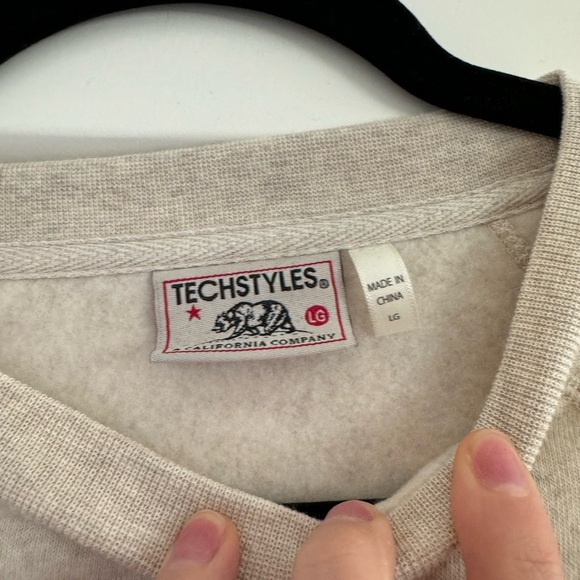 TECHSTYLES®
LG
A CALIFORNIA COMPANY
MADE IN
CHINA
LG